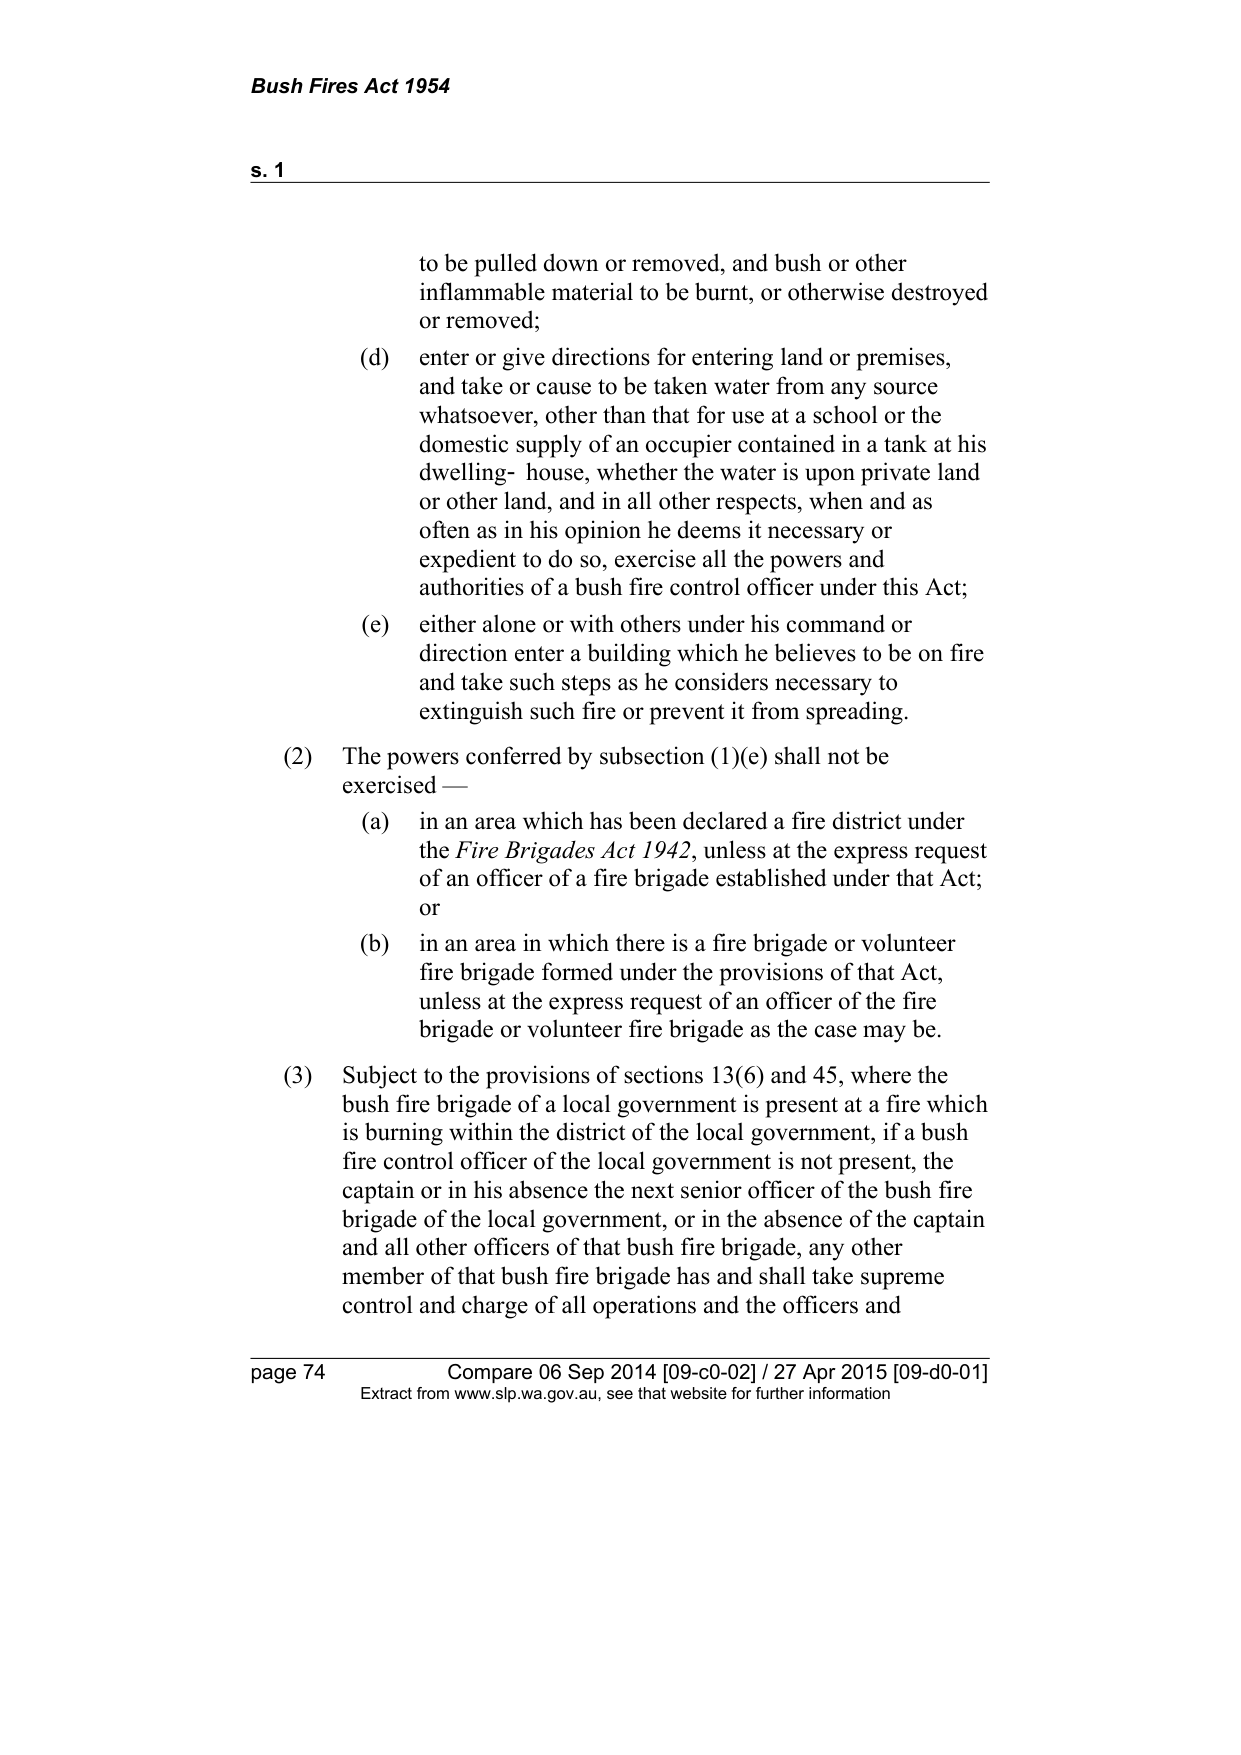 Bush Fires Act 1954
s. 1
to be pulled down or removed, and bush or other
inflammable material to be burnt, or otherwise destroyed
or removed;
(d) enter or give directions for entering land or premises,
and take or cause to be taken water from any source
whatsoever, other than that for use at a school or the
domestic supply of an occupier contained in a tank at his
dwelling- house, whether the water is upon private land
or other land, and in all other respects, when and as
often as in his opinion he deems it necessary or
expedient to do so, exercise all the powers and
authorities of a bush fire control officer under this Act;
(e) either alone or with others under his command or
direction enter a building which he believes to be on fire
and take such steps as he considers necessary to
extinguish such fire or prevent it from spreading.
(2) The powers conferred by subsection (1)(e) shall not be
exercised —
(a) in an area which has been declared a fire district under
the Fire Brigades Act 1942, unless at the express request
of an officer of a fire brigade established under that Act;
or
(b) in an area in which there is a fire brigade or volunteer
fire brigade formed under the provisions of that Act,
unless at the express request of an officer of the fire
brigade or volunteer fire brigade as the case may be.
(3) Subject to the provisions of sections 13(6) and 45, where the
bush fire brigade of a local government is present at a fire which
is burning within the district of the local government, if a bush
fire control officer of the local government is not present, the
captain or in his absence the next senior officer of the bush fire
brigade of the local government, or in the absence of the captain
and all other officers of that bush fire brigade, any other
member of that bush fire brigade has and shall take supreme
control and charge of all operations and the officers and
page 74 Compare 06 Sep 2014 [09-c0-02] / 27 Apr 2015 [09-d0-01]
Extract from www.slp.wa.gov.au, see that website for further information